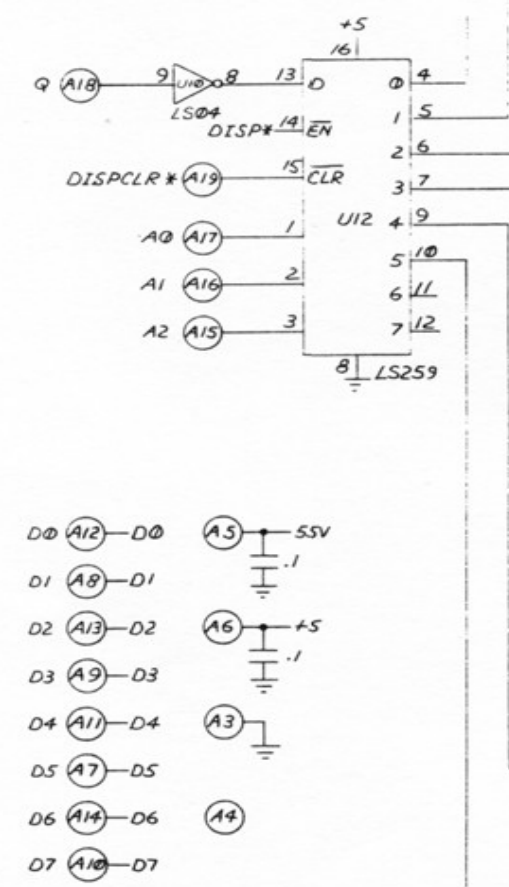 +5
16
Q A18 9 U10 8 13 D 0 4
LS04
1 5
DISP* 14 EN
2 6
15
DISPCLR* A19 CLR
3 7
U12 4 9
A0 A17 1
5 10
A1 A16 2
6 11
A2 A15 3
7 12
8 LS259
D0 A12 D0 A5 55V
.1
D1 A8 D1
D2 A13 D2 A6 +5
.1
D3 A9 D3
D4 A11 D4 A3
D5 A7 D5
D6 A14 D6 A4
D7 A10 D7